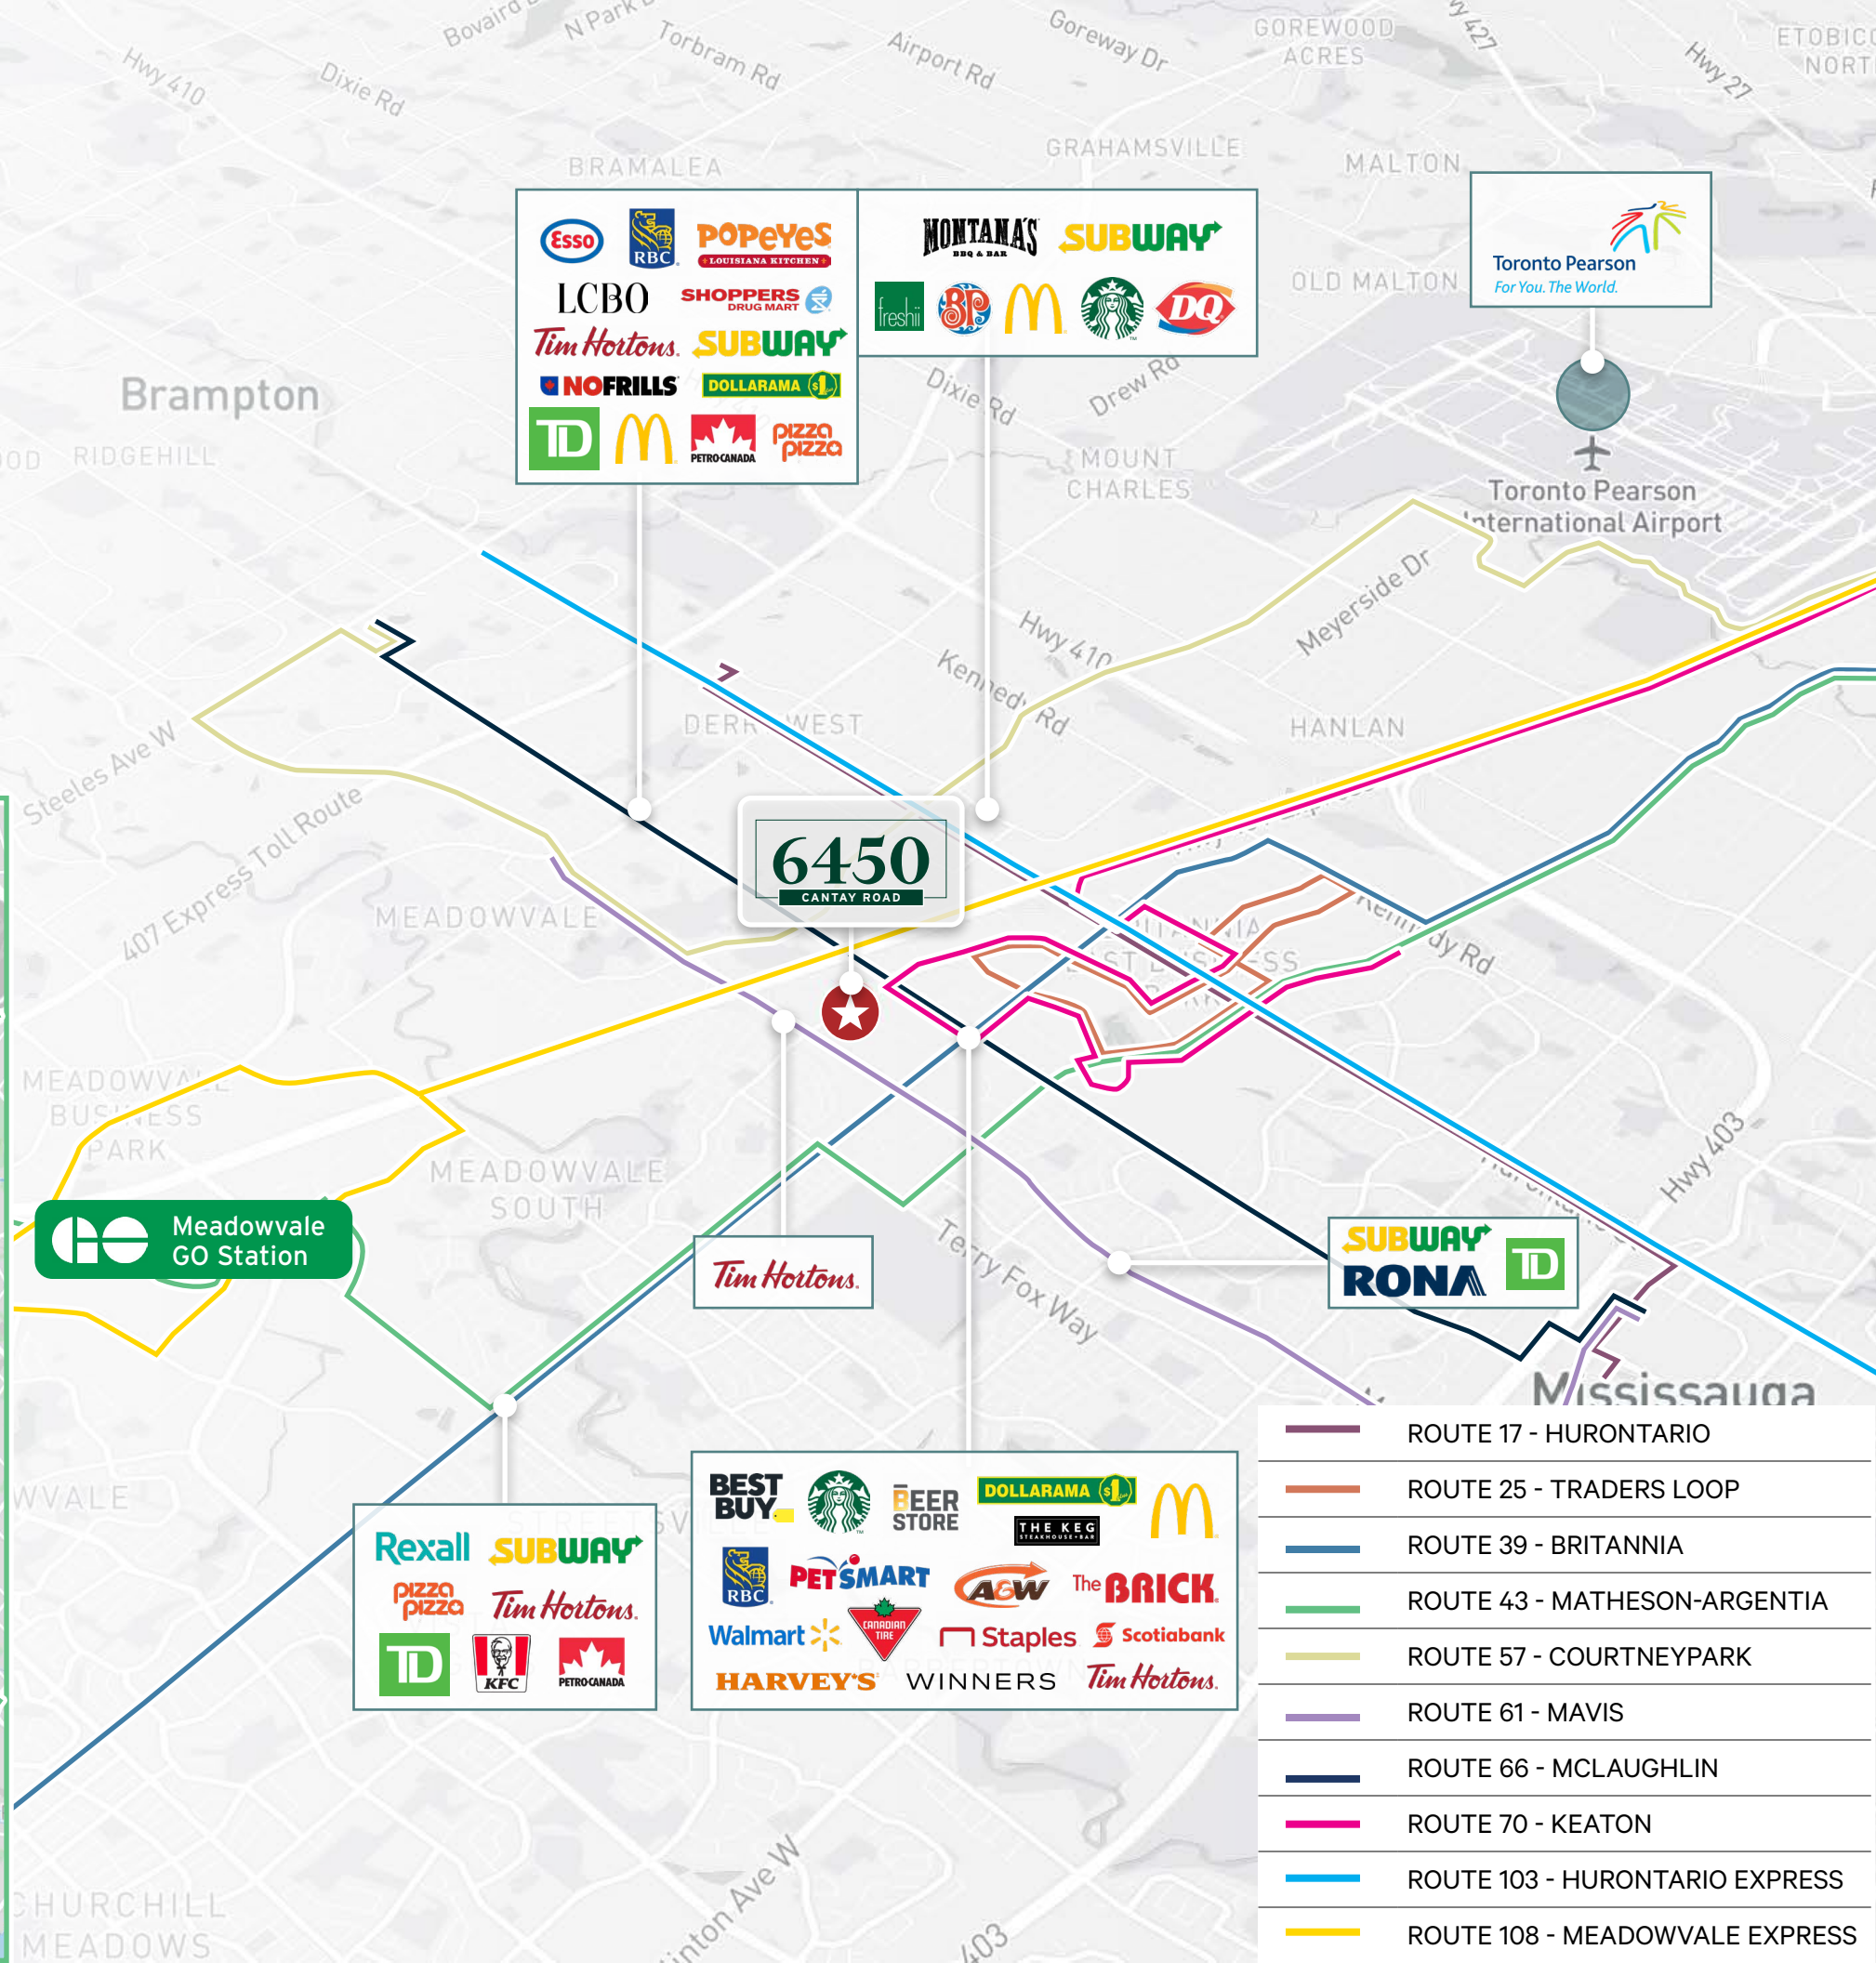 Bovaird
N Park
Torbram Rd
Airport Rd
Goreway Dr
GOREWOOD
ACRES
Hwy 427
Hwy 27
Hwy 410
Dixie Rd
BRAMALEA
GRAHAMSVILLE
MALTON
OLD MALTON
Esso
RBC
POPEYES
LOUISIANA KITCHEN
LCBO
SHOPPERS
DRUG MART
Tim Hortons.
SUBWAY
NOFRILLS
DOLLARAMA $1
TD
PETRO-CANADA
pizza
pizza
MONTANA'S
BBQ & BAR
SUBWAY
freshii
BP
DQ
Toronto Pearson
For You. The World.
Brampton
RIDGEHILL
Dixie Rd
Drew Rd
MOUNT
CHARLES
Toronto Pearson
International Airport
Meyerside Dr
Hwy 410
Kennedy Rd
DERRY WEST
HANLAN
Steeles Ave W
407 Express Toll Route
6450
CANTAY ROAD
MEADOWVALE
Kennedy Rd
MEADOWVALE
BUSINESS
PARK
MEADOWVALE
SOUTH
Hwy 403
Meadowvale
GO Station
Terry Fox Way
Tim Hortons.
SUBWAY
RONA
TD
Mississauga
Rexall
SUBWAY
pizza
pizza
Tim Hortons.
TD
KFC
PETRO-CANADA
BEST
BUY
BEER
STORE
DOLLARAMA $1
THE KEG
STEAKHOUSE + BAR
RBC
PETSMART
A&W
The BRICK.
Walmart
CANADIAN
TIRE
Staples
Scotiabank
HARVEY'S
WINNERS
Tim Hortons.
ROUTE 17 - HURONTARIO
ROUTE 25 - TRADERS LOOP
ROUTE 39 - BRITANNIA
ROUTE 43 - MATHESON-ARGENTIA
ROUTE 57 - COURTNEYPARK
ROUTE 61 - MAVIS
ROUTE 66 - MCLAUGHLIN
ROUTE 70 - KEATON
ROUTE 103 - HURONTARIO EXPRESS
ROUTE 108 - MEADOWVALE EXPRESS
CHURCHILL
MEADOWS
403